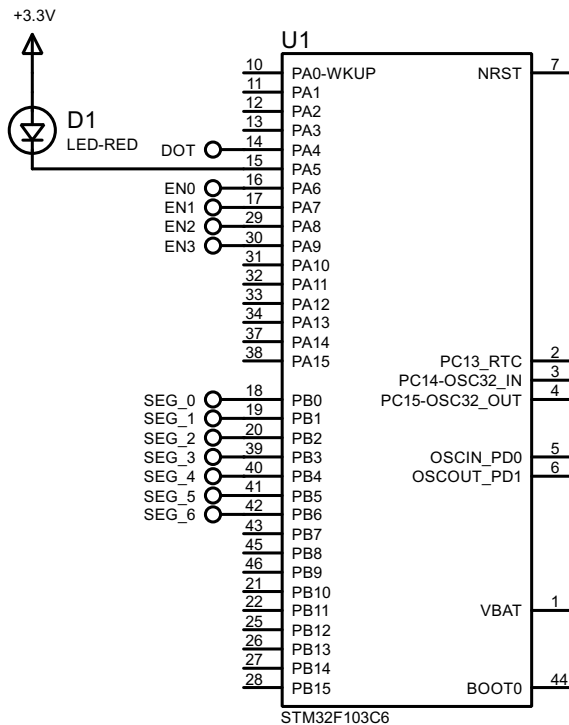 +3.3V
U1
D1
LED-RED
10 PA0-WKUP NRST 7
11 PA1
12 PA2
13 PA3
DOT 14 PA4
15 PA5
EN0 16 PA6
EN1 17 PA7
EN2 29 PA8
EN3 30 PA9
31 PA10
32 PA11
33 PA12
34 PA13
37 PA14
38 PA15 PC13_RTC 2
PC14-OSC32_IN 3
SEG_0 18 PB0 PC15-OSC32_OUT 4
SEG_1 19 PB1
SEG_2 20 PB2
SEG_3 39 PB3 OSCIN_PD0 5
SEG_4 40 PB4 OSCOUT_PD1 6
SEG_5 41 PB5
SEG_6 42 PB6
43 PB7
45 PB8
46 PB9
21 PB10
22 PB11 VBAT 1
25 PB12
26 PB13
27 PB14
28 PB15 BOOT0 44
STM32F103C6